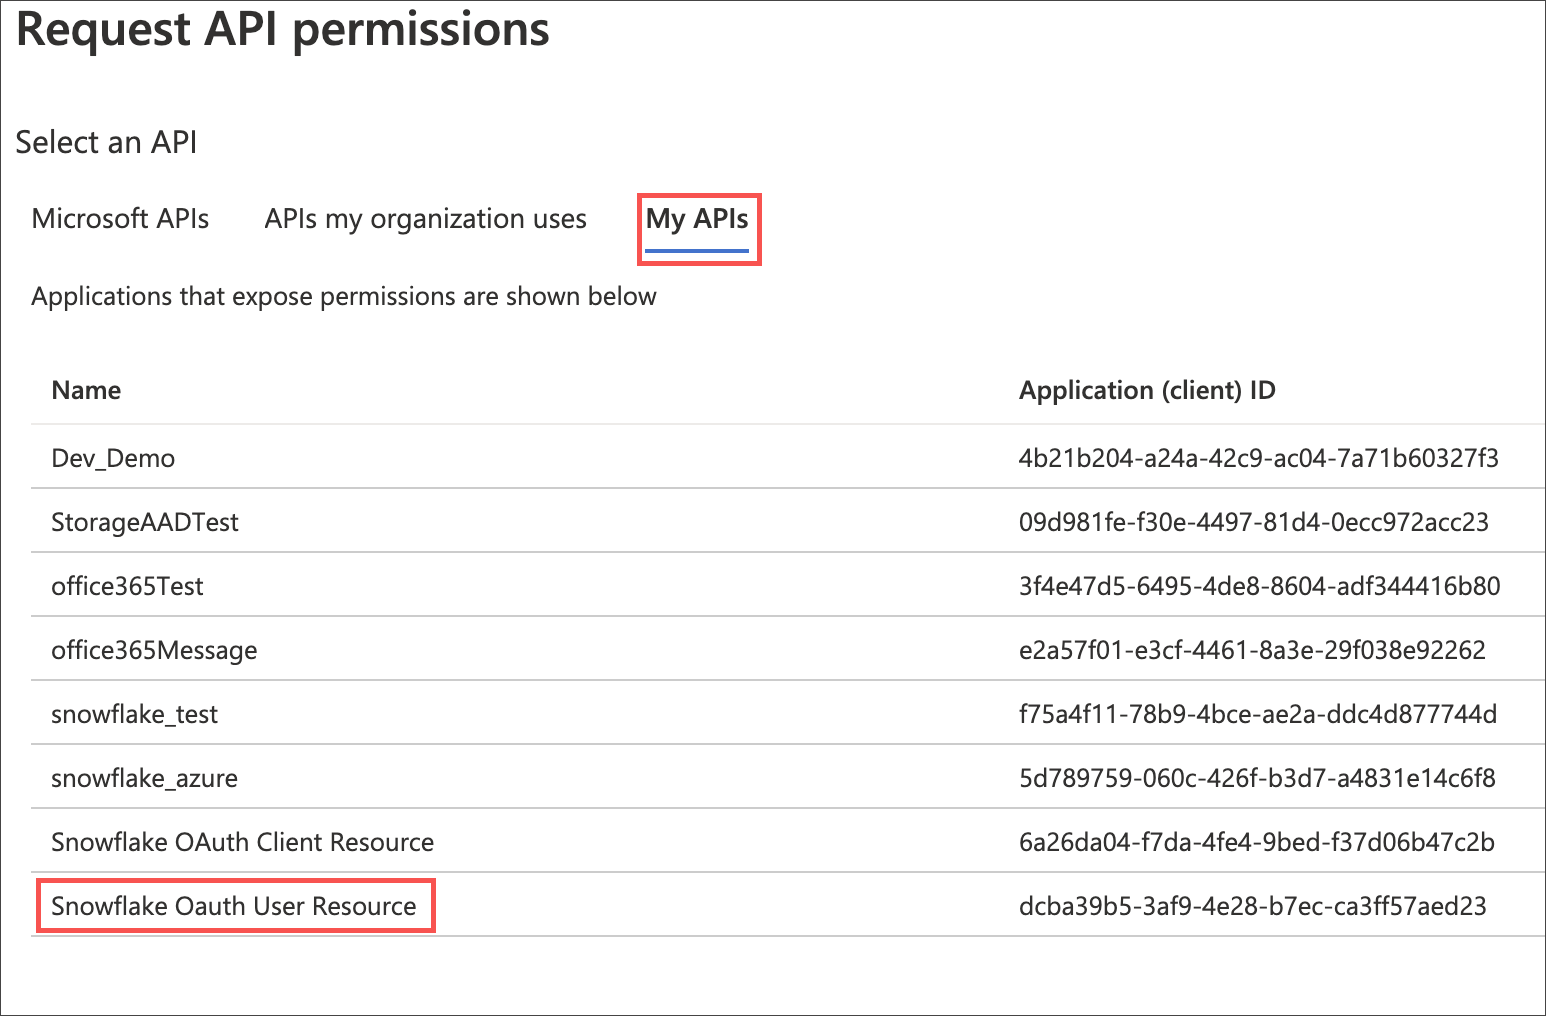 Request API permissions
Select an API
Microsoft APIs APIs my organization uses My APIs
Applications that expose permissions are shown below
Name Application (client) ID
Dev_Demo 4b21b204-a24a-42c9-ac04-7a71b60327f3
StorageAADTest 09d981fe-f30e-4497-81d4-0ecc972acc23
office365Test 3f4e47d5-6495-4de8-8604-adf344416b80
office365Message e2a57f01-e3cf-4461-8a3e-29f038e92262
snowflake_test f75a4f11-78b9-4bce-ae2a-ddc4d877744d
snowflake_azure 5d789759-060c-426f-b3d7-a4831e14c6f8
Snowflake OAuth Client Resource 6a26da04-f7da-4fe4-9bed-f37d06b47c2b
Snowflake Oauth User Resource dcba39b5-3af9-4e28-b7ec-ca3ff57aed23